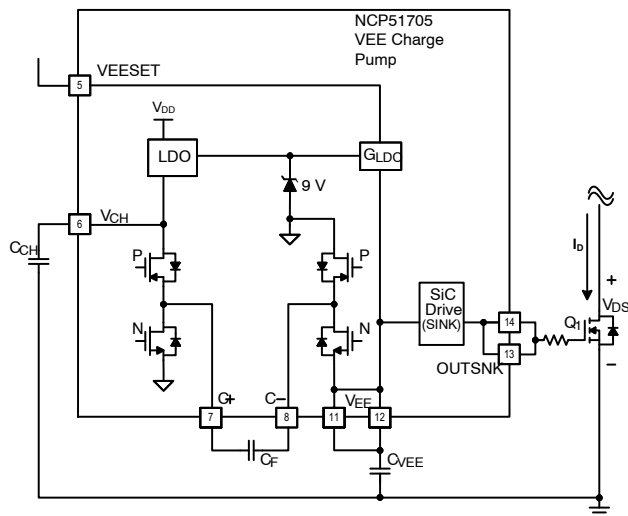 NCP51705
VEE Charge
Pump
VEESET
5
VDD
LDO
GLDO
9 V
6
VCH
CCH
P
P
N
N
SiC
Drive
(SINK)
14
13
OUTSNK
ID
+
VDS
Q1
−
C+
C−
VEE
7
8
11
12
CF
CVEE